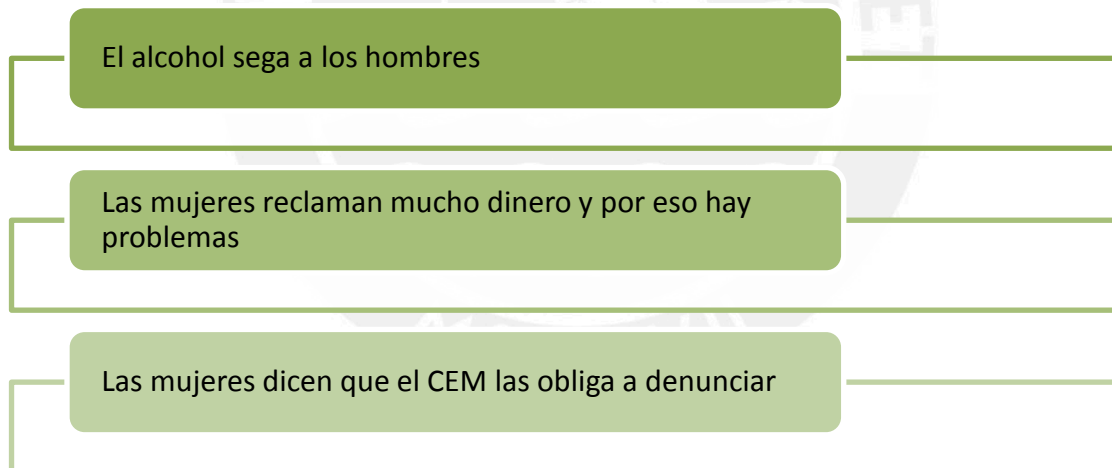 El alcohol sega a los hombres
Las mujeres reclaman mucho dinero y por eso hay
problemas
Las mujeres dicen que el CEM las obliga a denunciar